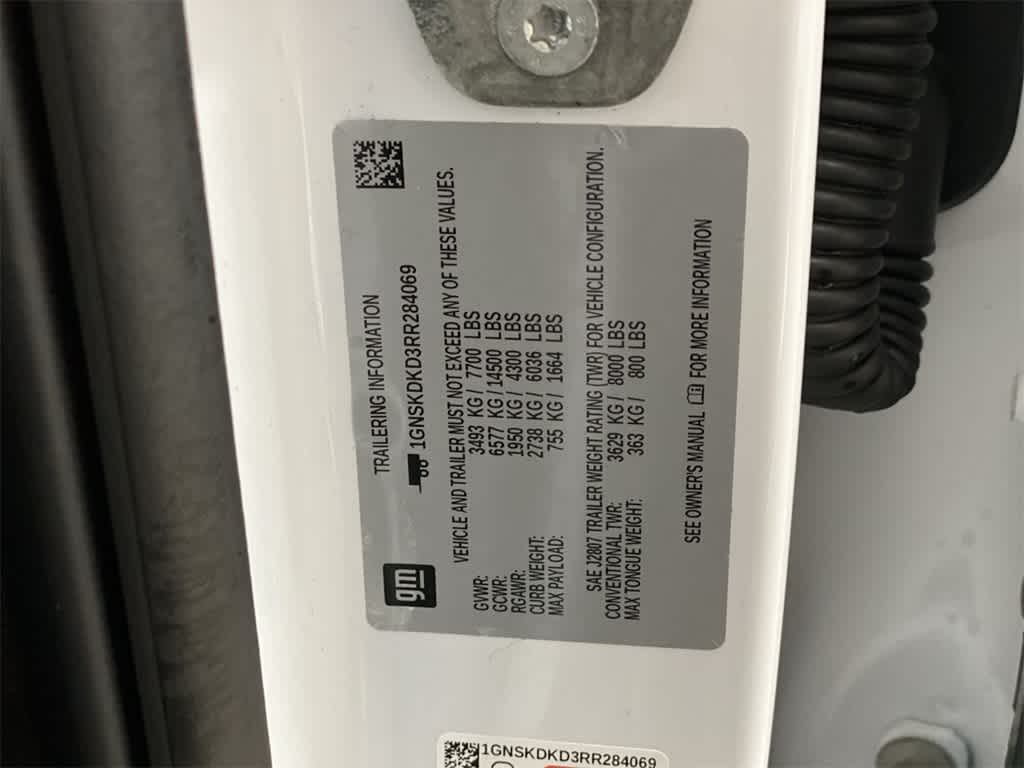 gm
TRAILERING INFORMATION
1GNSKDKD3RR284069
VEHICLE AND TRAILER MUST NOT EXCEED ANY OF THESE VALUES.
GVWR: 3493 KG / 7700 LBS
GCWR: 6577 KG / 14500 LBS
RGAWR: 1950 KG / 4300 LBS
CURB WEIGHT: 2738 KG / 6036 LBS
MAX PAYLOAD: 755 KG / 1664 LBS
SAE J2807 TRAILER WEIGHT RATING (TWR) FOR VEHICLE CONFIGURATION.
CONVENTIONAL TWR: 3629 KG / 8000 LBS
MAX TONGUE WEIGHT: 363 KG / 800 LBS
SEE OWNER'S MANUAL FOR MORE INFORMATION
1GNSKDKD3RR284069